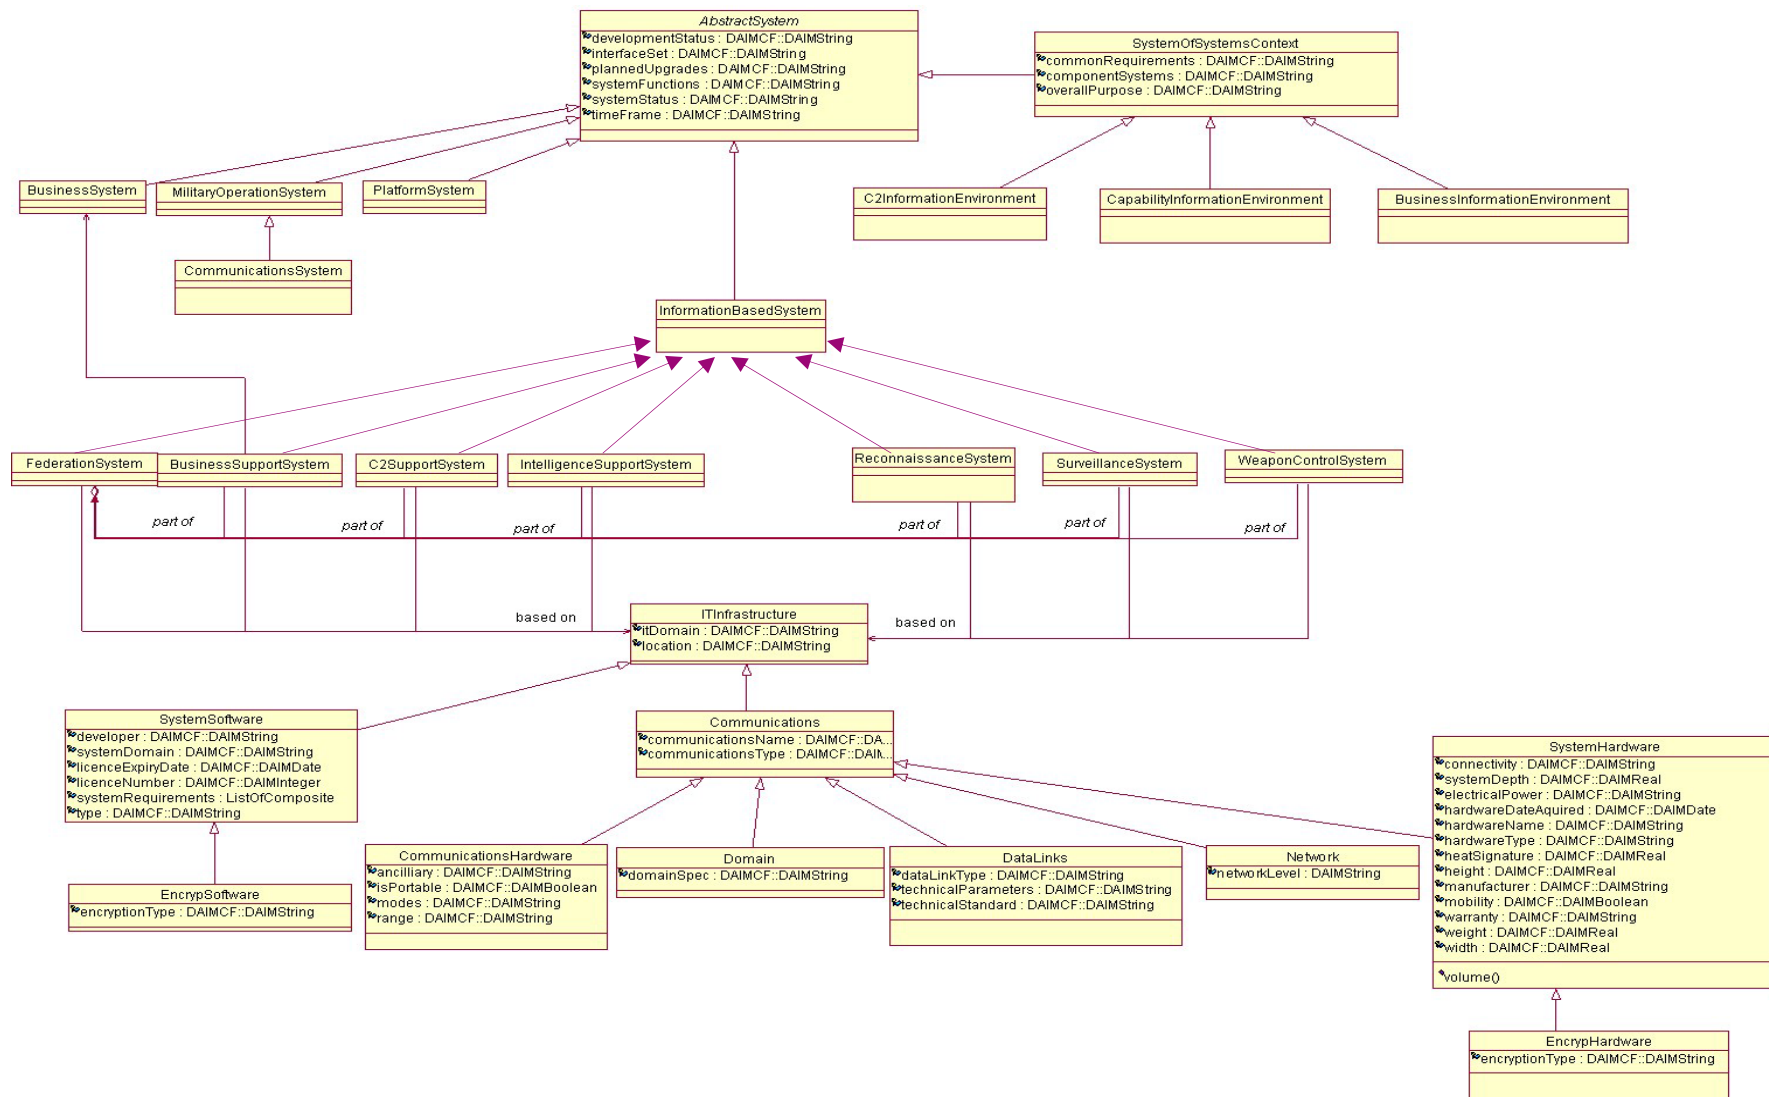 AbstractSystem
developmentStatus : DAIMCF::DAIMString
interfaceSet : DAIMCF::DAIMString
plannedUpgrades : DAIMCF::DAIMString
systemFunctions : DAIMCF::DAIMString
systemStatus : DAIMCF::DAIMString
timeFrame : DAIMCF::DAIMString
SystemOfSystemsContext
commonRequirements : DAIMCF::DAIMString
componentSystems : DAIMCF::DAIMString
overallPurpose : DAIMCF::DAIMString
BusinessSystem
MilitaryOperationSystem
PlatformSystem
C2InformationEnvironment
CapabilityInformationEnvironment
BusinessInformationEnvironment
CommunicationsSystem
InformationBasedSystem
FederationSystem
BusinessSupportSystem
C2SupportSystem
IntelligenceSupportSystem
ReconnaissanceSystem
SurveillanceSystem
WeaponControlSystem
part of
part of
part of
part of
part of
part of
based on
based on
ITInfrastructure
itDomain : DAIMCF::DAIMString
location : DAIMCF::DAIMString
SystemSoftware
developer : DAIMCF::DAIMString
systemDomain : DAIMCF::DAIMString
licenceExpiryDate : DAIMCF::DAIMDate
licenceNumber : DAIMCF::DAIMInteger
systemRequirements : ListOfComposite
type : DAIMCF::DAIMString
Communications
communicationsName : DAIMCF::DA...
communicationsType : DAIMCF::DAIM...
SystemHardware
connectivity : DAIMCF::DAIMString
systemDepth : DAIMCF::DAIMReal
electricalPower : DAIMCF::DAIMString
hardwareDateAquired : DAIMCF::DAIMDate
hardwareName : DAIMCF::DAIMString
hardwareType : DAIMCF::DAIMString
heatSignature : DAIMCF::DAIMReal
height : DAIMCF::DAIMReal
manufacturer : DAIMCF::DAIMString
mobility : DAIMCF::DAIMBoolean
warranty : DAIMCF::DAIMString
weight : DAIMCF::DAIMReal
width : DAIMCF::DAIMReal
volume()
EncrypSoftware
encryptionType : DAIMCF::DAIMString
CommunicationsHardware
ancilliary : DAIMCF::DAIMString
isPortable : DAIMCF::DAIMBoolean
modes : DAIMCF::DAIMString
range : DAIMCF::DAIMString
Domain
domainSpec : DAIMCF::DAIMString
DataLinks
dataLinkType : DAIMCF::DAIMString
technicalParameters : DAIMCF::DAIMString
technicalStandard : DAIMCF::DAIMString
Network
networkLevel : DAIMString
EncrypHardware
encryptionType : DAIMCF::DAIMString